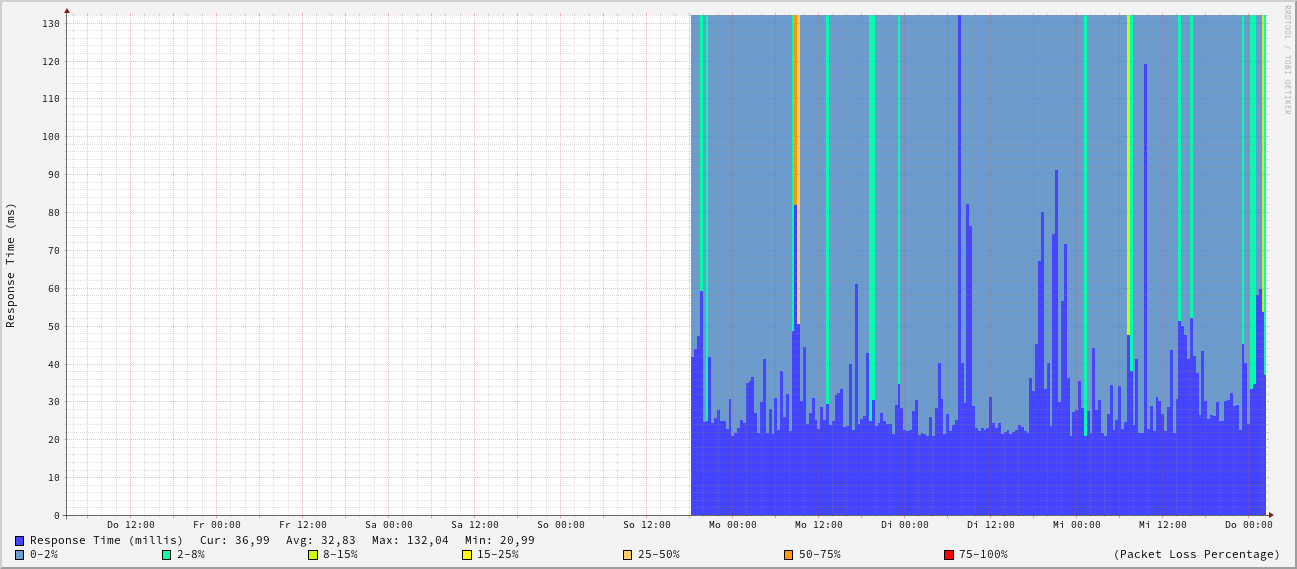 RRDTOOL / TOBI OETIKER
130
120
110
100
90
80
70
60
50
40
30
20
10
0
Response Time (ms)
Do 12:00 Fr 00:00 Fr 12:00 Sa 00:00 Sa 12:00 So 00:00 So 12:00 Mo 00:00 Mo 12:00 Di 00:00 Di 12:00 Mi 00:00 Mi 12:00 Do 00:00
Response Time (millis) Cur: 36,99 Avg: 32,83 Max: 132,04 Min: 20,99
0-2% 2-8% 8-15% 15-25% 25-50% 50-75% 75-100% (Packet Loss Percentage)